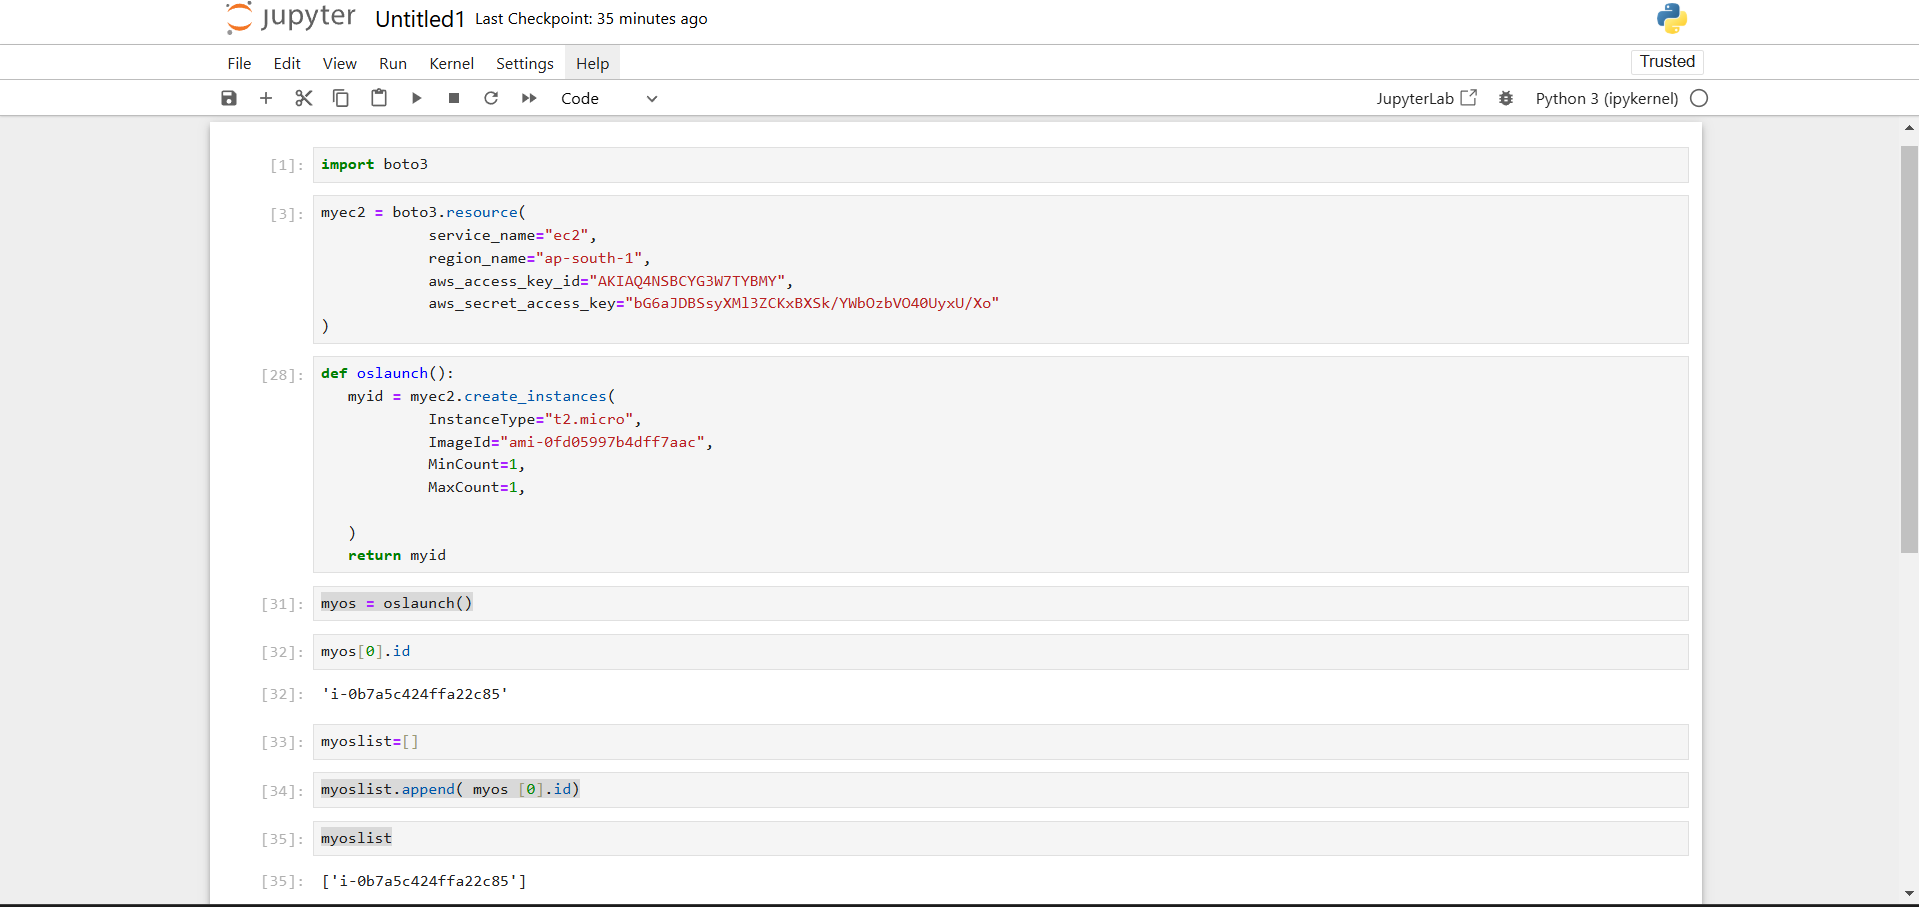 jupyter Untitled1 Last Checkpoint: 35 minutes ago
File Edit View Run Kernel Settings Help Trusted
Code JupyterLab Python 3 (ipykernel)
[1]: import boto3
[3]: myec2 = boto3.resource(
service_name="ec2",
region_name="ap-south-1",
aws_access_key_id="AKIAQ4NSBCYG3W7TYBMY",
aws_secret_access_key="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"
)
[28]: def oslaunch():
myid = myec2.create_instances(
InstanceType="t2.micro",
ImageId="ami-0fd05997b4dff7aac",
MinCount=1,
MaxCount=1,
)
return myid
[31]: myos = oslaunch()
[32]: myos[0].id
[32]: 'i-0b7a5c424ffa22c85'
[33]: myoslist=[]
[34]: myoslist.append( myos [0].id)
[35]: myoslist
[35]: ['i-0b7a5c424ffa22c85']